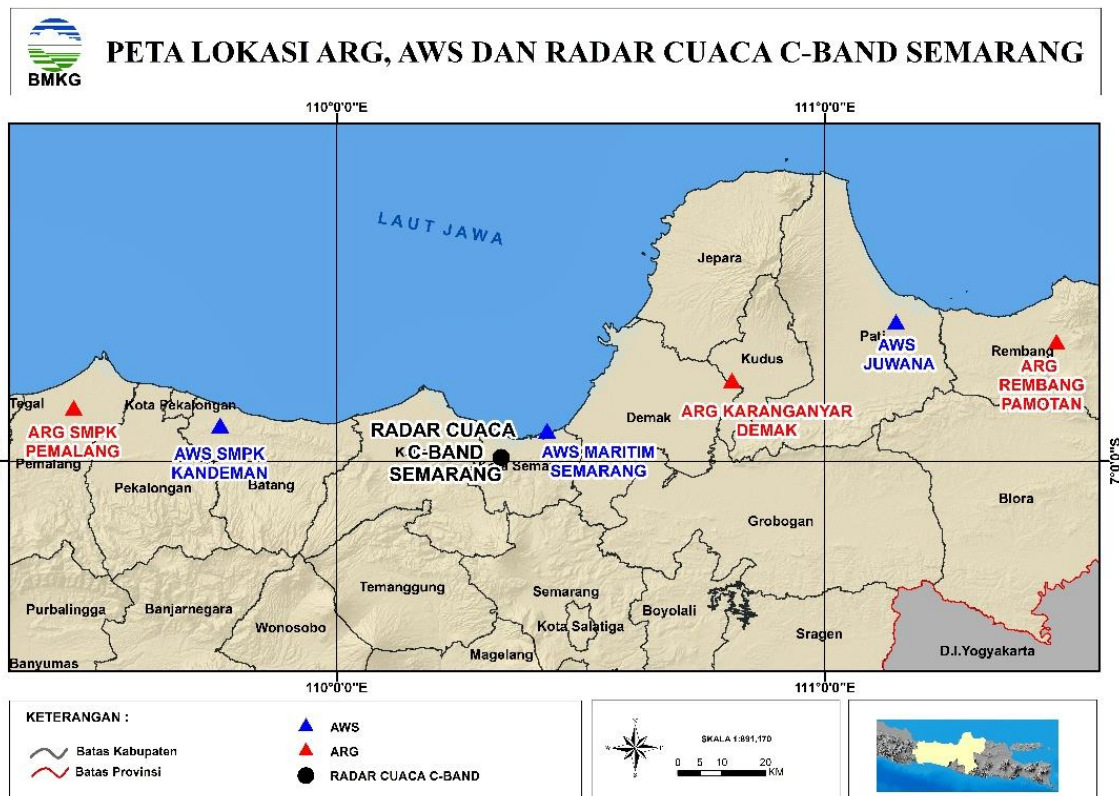 BMKG
PETA LOKASI ARG, AWS DAN RADAR CUACA C-BAND SEMARANG
110°0'0"E
111°0'0"E
LAUT JAWA
Jepara
Pati
AWS
JUWANA
Kudus
Rembang
ARG
REMBANG
PAMOTAN
Tegal
Kota Pekalongan
ARG SMPK
PEMALANG
Pemalang
AWS SMPK
KANDEMAN
Pekalongan
Batang
RADAR CUACA
C-BAND
SEMARANG
AWS MARITIM
SEMARANG
Demak
ARG KARANGANYAR
DEMAK
7°0'0"S
Blora
Grobogan
Purbalingga
Banjarnegara
Wonosobo
Temanggung
Semarang
Kota Salatiga
Boyolali
Sragen
Banyumas
Magelang
D.I.Yogyakarta
110°0'0"E
111°0'0"E
KETERANGAN :
Batas Kabupaten
Batas Provinsi
AWS
ARG
RADAR CUACA C-BAND
N
W
E
S
SKALA 1:891,170
0 5 10 20
KM